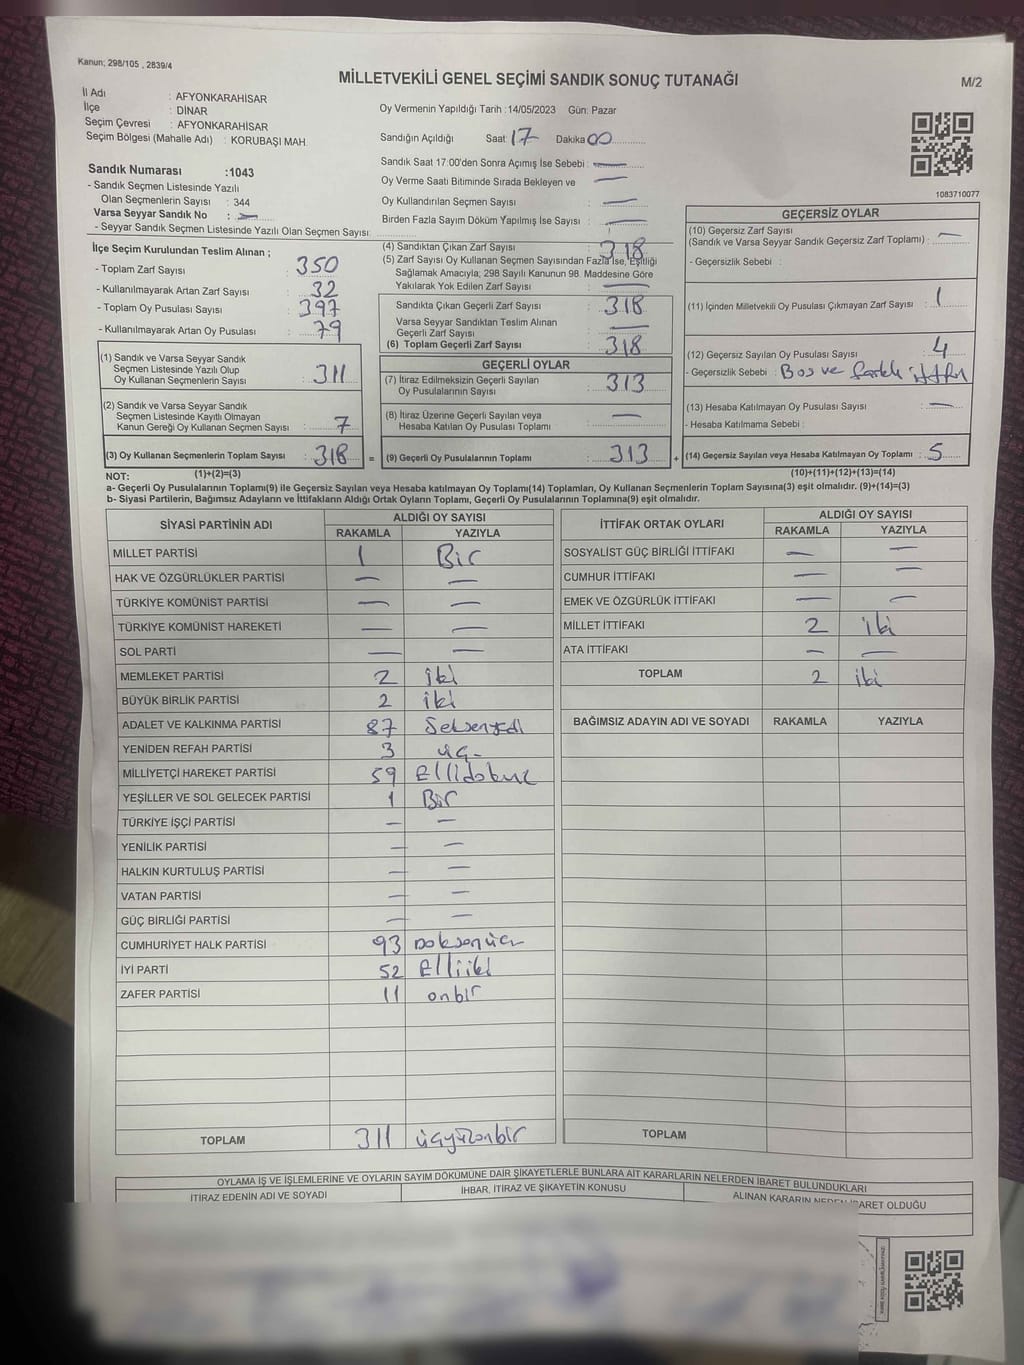 Kanun; 298/105 , 2839/4
MİLLETVEKİLİ GENEL SEÇİMİ SANDIK SONUÇ TUTANAĞI
M/2
İl Adı : AFYONKARAHİSAR
İlçe : DİNAR
Seçim Çevresi : AFYONKARAHİSAR
Seçim Bölgesi (Mahalle Adı) : KORUBAŞI MAH.
Oy Vermenin Yapıldığı Tarih :14/05/2023 Gün: Pazar
Sandığın Açıldığı Saat 17 Dakika 00
Sandık Saat 17:00'den Sonra Açımış İse Sebebi : —
Oy Verme Saati Bitiminde Sırada Bekleyen ve —
Oy Kullandırılan Seçmen Sayısı : —
Birden Fazla Sayım Döküm Yapılmış İse Sayısı : —
1083710077
Sandık Numarası :1043
- Sandık Seçmen Listesinde Yazılı
Olan Seçmenlerin Sayısı : 344
Varsa Seyyar Sandık No : —
- Seyyar Sandık Seçmen Listesinde Yazılı Olan Seçmen Sayısı:
İlçe Seçim Kurulundan Teslim Alınan ;
- Toplam Zarf Sayısı : 350
- Kullanılmayarak Artan Zarf Sayısı : 32
- Toplam Oy Pusulası Sayısı : 397
- Kullanılmayarak Artan Oy Pusulası : 79
(1) Sandık ve Varsa Seyyar Sandık
Seçmen Listesinde Yazılı Olup
Oy Kullanan Seçmenlerin Sayısı : 311
(2) Sandık ve Varsa Seyyar Sandık
Seçmen Listesinde Kayıtlı Olmayan
Kanun Gereği Oy Kullanan Seçmen Sayısı : 7
(3) Oy Kullanan Seçmenlerin Toplam Sayısı : 318 =
(4) Sandıktan Çıkan Zarf Sayısı : 318
(5) Zarf Sayısı Oy Kullanan Seçmen Sayısından Fazla İse, Eşitliği
Sağlamak Amacıyla; 298 Sayılı Kanunun 98. Maddesine Göre
Yakılarak Yok Edilen Zarf Sayısı : —
Sandıkta Çıkan Geçerli Zarf Sayısı : 318
Varsa Seyyar Sandıktan Teslim Alınan
Geçerli Zarf Sayısı : —
(6) Toplam Geçerli Zarf Sayısı : 318
GEÇERLİ OYLAR
(7) İtiraz Edilmeksizin Geçerli Sayılan
Oy Pusulasının Sayısı : 313
(8) İtiraz Üzerine Geçerli Sayılan veya
Hesaba Katılan Oy Pusulası Toplamı : —
(9) Geçerli Oy Pusulalarının Toplamı : 313 +
GEÇERSİZ OYLAR
(10) Geçersiz Zarf Sayısı
(Sandık ve Varsa Seyyar Sandık Geçersiz Zarf Toplamı) : —
- Geçersizlik Sebebi :
(11) İçinden Milletvekili Oy Pusulası Çıkmayan Zarf Sayısı : 1
(12) Geçersiz Sayılan Oy Pusulası Sayısı : 4
- Geçersizlik Sebebi : Boş ve farklı ittifak
(13) Hesaba Katılmayan Oy Pusulası Sayısı : —
- Hesaba Katılmama Sebebi :
(14) Geçersiz Sayılan veya Hesaba Katılmayan Oy Toplamı : 5
NOT: (1)+(2)=(3) (10)+(11)+(12)+(13)=(14)
a- Geçerli Oy Pusulalarının Toplamı(9) ile Geçersiz Sayılan veya Hesaba katılmayan Oy Toplamı(14) Toplamları, Oy Kullanan Seçmenlerin Toplam Sayısına(3) eşit olmalıdır. (9)+(14)=(3)
b- Siyasi Partilerin, Bağımsız Adayların ve İttifakların Aldığı Ortak Oyların Toplamı, Geçerli Oy Pusulalarının Toplamına(9) eşit olmalıdır.
SİYASİ PARTİNİN ADI ALDIĞI OY SAYISI
RAKAMLA YAZIYLA
MİLLET PARTİSİ 1 Bir
HAK VE ÖZGÜRLÜKLER PARTİSİ — —
TÜRKİYE KOMÜNİST PARTİSİ — —
TÜRKİYE KOMÜNİST HAREKETİ — —
SOL PARTİ — —
MEMLEKET PARTİSİ 2 iki
BÜYÜK BİRLİK PARTİSİ 2 iki
ADALET VE KALKINMA PARTİSİ 87 Seksenyedi
YENİDEN REFAH PARTİSİ 3 üç-
MİLLİYETÇİ HAREKET PARTİSİ 59 Ellidokuz
YEŞİLLER VE SOL GELECEK PARTİSİ 1 Bir
TÜRKİYE İŞÇİ PARTİSİ — —
YENİLİK PARTİSİ — —
HALKIN KURTULUŞ PARTİSİ — —
VATAN PARTİSİ — —
GÜÇ BİRLİĞİ PARTİSİ — —
CUMHURİYET HALK PARTİSİ 93 Doksanüç
İYİ PARTİ 52 Elliiki
ZAFER PARTİSİ 11 onbir
TOPLAM 311 üçyüzonbir
İTTİFAK ORTAK OYLARI ALDIĞI OY SAYISI
RAKAMLA YAZIYLA
SOSYALİST GÜÇ BİRLİĞİ İTTİFAKI — —
CUMHUR İTTİFAKI — —
EMEK VE ÖZGÜRLÜK İTTİFAKI — —
MİLLET İTTİFAKI 2 iki
ATA İTTİFAKI — —
TOPLAM 2 iki
BAĞIMSIZ ADAYIN ADI VE SOYADI RAKAMLA YAZIYLA
TOPLAM
OYLAMA İŞ VE İŞLEMLERİNE VE OYLARIN SAYIM DÖKÜMÜNE DAİR ŞİKAYETLERLE BUNLARA AİT KARARLARIN NELERDEN İBARET BULUNDUKLARI
İTİRAZ EDENİN ADI VE SOYADI İHBAR, İTİRAZ VE ŞİKAYETİN KONUSU ALINAN KARARIN NEDEN İBARET OLDUĞU